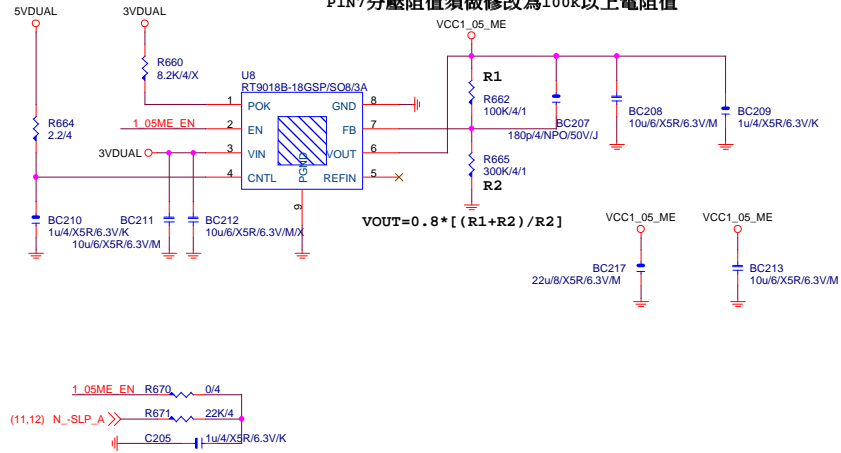 PIN7分壓阻值須做修改為100K以上電阻值
5VDUAL
3VDUAL
VCC1_05_ME
R660
8.2K/4/X
U8
RT9018B-18GSP/SO8/3A
R1
R662
100K/4/1
BC207
180p/4/NPO/50V/J
BC208
10u/6/X5R/6.3V/M
BC209
1u/4/X5R/6.3V/K
R664
2.2/4
1_05ME_EN
3VDUAL
1 POK
2 EN
3 VIN
4 CNTL
GND 8
FB 7
VOUT 6
REFIN 5
PGND
9
R665
300K/4/1
R2
VOUT=0.8*[(R1+R2)/R2]
BC210
1u/4/X5R/6.3V/K
BC211
10u/6/X5R/6.3V/M
BC212
10u/6/X5R/6.3V/M/X
VCC1_05_ME
VCC1_05_ME
BC217
22u/8/X5R/6.3V/M
BC213
10u/6/X5R/6.3V/M
1_05ME_EN R670 0/4
(11,12) N_-SLP_A R671 22K/4
C205 1u/4/X5R/6.3V/K